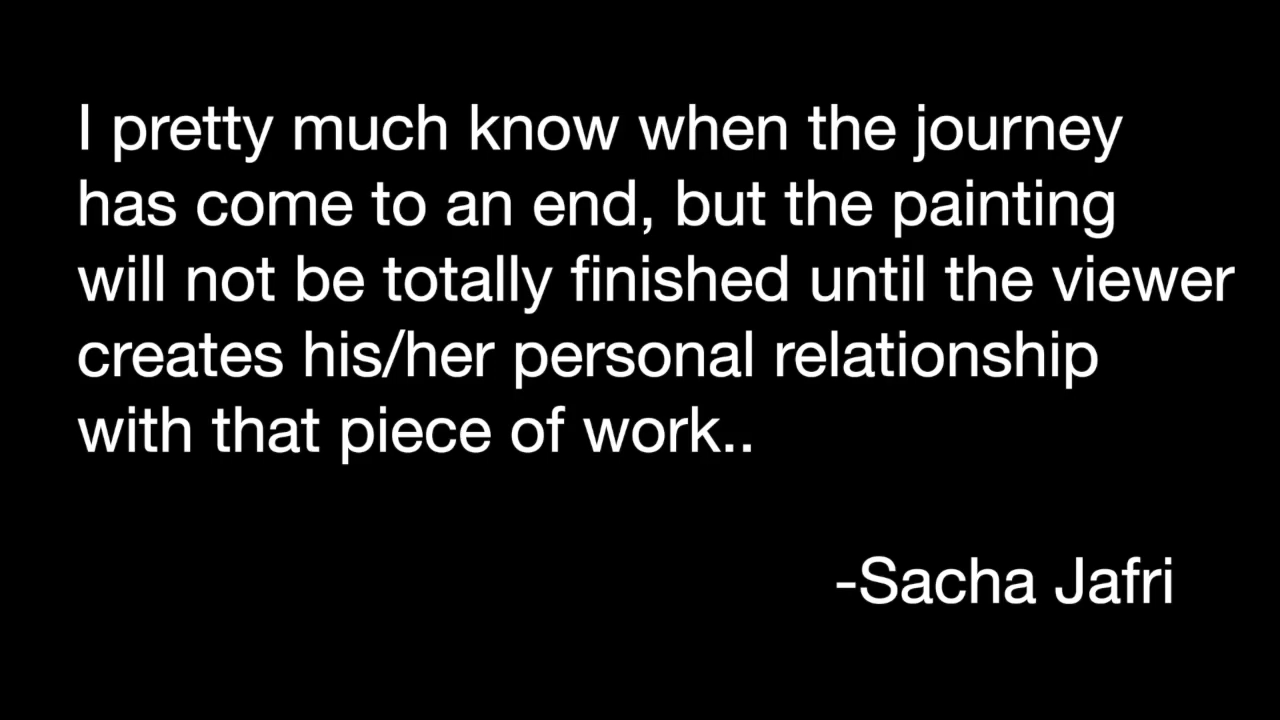 I pretty much know when the journey
has come to an end, but the painting
will not be totally finished until the viewer
creates his/her personal relationship
with that piece of work..
-Sacha Jafri